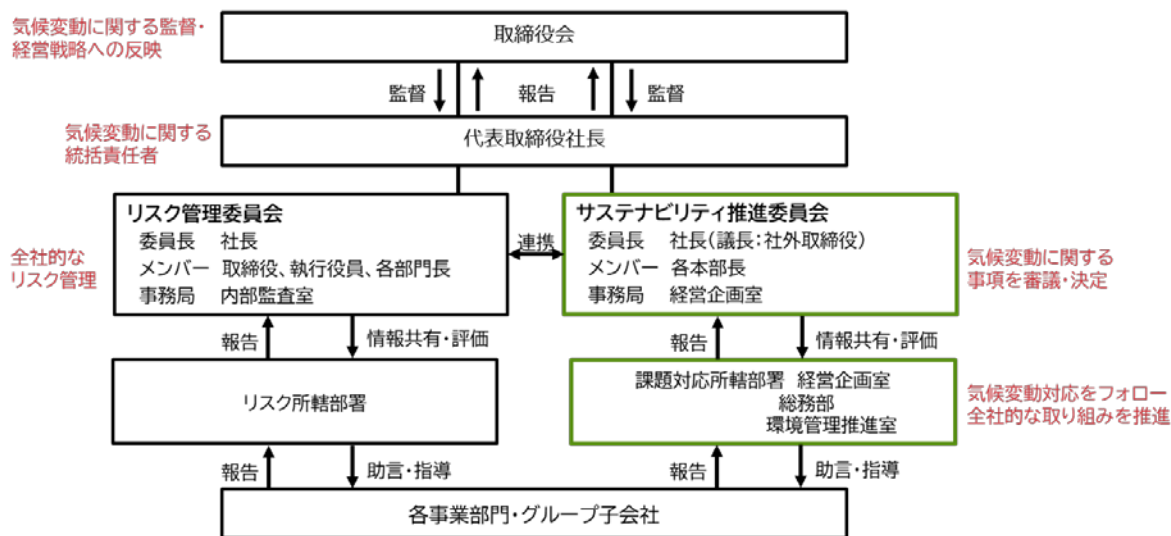 気候変動に関する監督・
経営戦略への反映
取締役会
監督
報告
監督
気候変動に関する
統括責任者
代表取締役社長
リスク管理委員会
委員長 社長
メンバー 取締役、執行役員、各部門長
事務局 内部監査室
全社的な
リスク管理
連携
サステナビリティ推進委員会
委員長 社長(議長:社外取締役)
メンバー 各本部長
事務局 経営企画室
気候変動に関する
事項を審議・決定
報告
情報共有・評価
報告
情報共有・評価
リスク所轄部署
課題対応所轄部署 経営企画室
総務部
環境管理推進室
気候変動対応をフォロー
全社的な取り組みを推進
報告
助言・指導
報告
助言・指導
各事業部門・グループ子会社